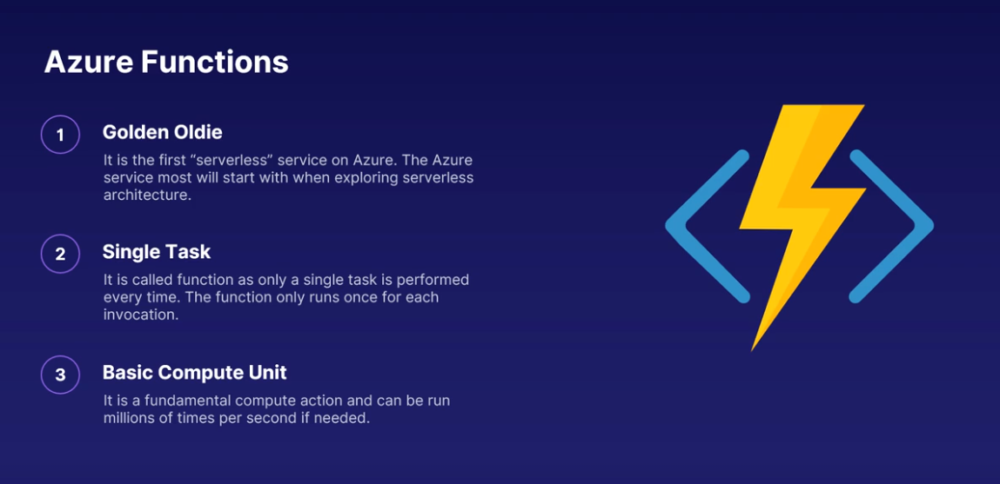 Azure Functions
1
Golden Oldie
It is the first “serverless” service on Azure. The Azure
service most will start with when exploring serverless
architecture.
2
Single Task
It is called function as only a single task is performed
every time. The function only runs once for each
invocation.
3
Basic Compute Unit
It is a fundamental compute action and can be run
millions of times per second if needed.